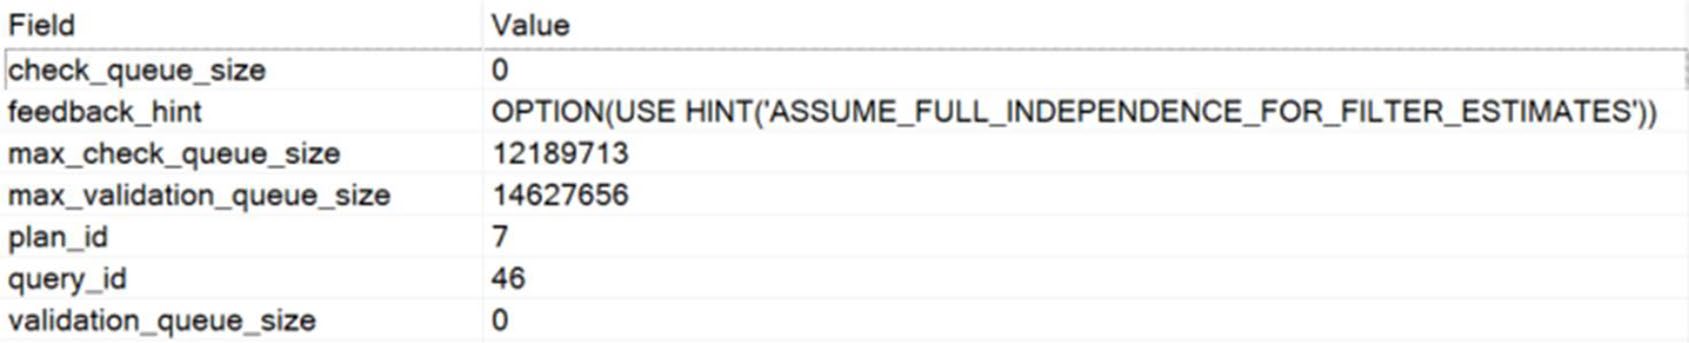 Field Value
check_queue_size 0
feedback_hint OPTION(USE HINT('ASSUME_FULL_INDEPENDENCE_FOR_FILTER_ESTIMATES'))
max_check_queue_size 12189713
max_validation_queue_size 14627656
plan_id 7
query_id 46
validation_queue_size 0